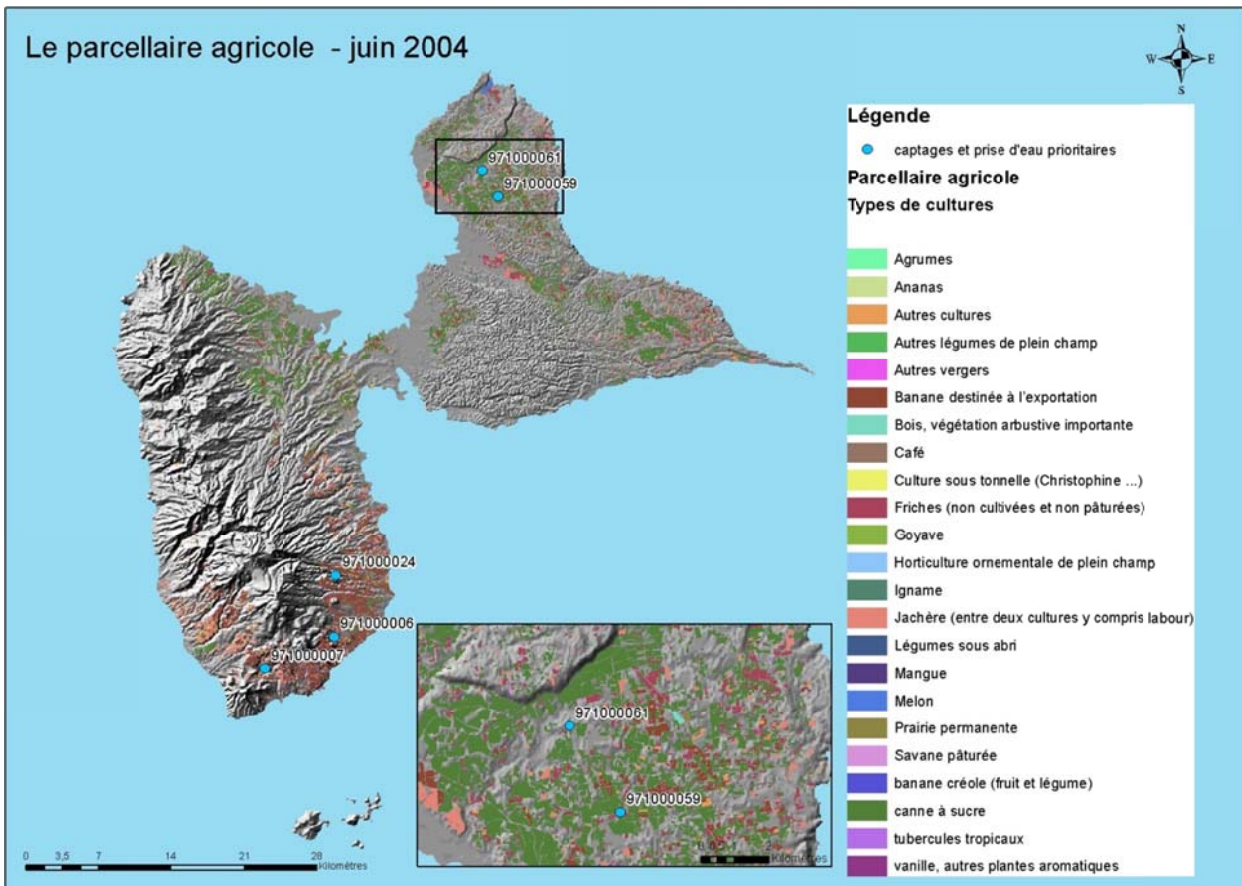 Le parcellaire agricole - juin 2004
N
W E
S
971000061
971000059
971000024
971000006
971000007
971000061
971000059
Kilomètres
0 3,5 7 14 21 28
Kilomètres
Légende
captages et prise d'eau prioritaires
Parcellaire agricole
Types de cultures
Agrumes
Ananas
Autres cultures
Autres légumes de plein champ
Autres vergers
Banane destinée à l'exportation
Bois, végétation arbustive importante
Café
Culture sous tonnelle (Christophine ...)
Friches (non cultivées et non pâturées)
Goyave
Horticulture ornementale de plein champ
Igname
Jachère (entre deux cultures y compris labour)
Légumes sous abri
Mangue
Melon
Prairie permanente
Savane pâturée
banane créole (fruit et légume)
canne à sucre
tubercules tropicaux
vanille, autres plantes aromatiques